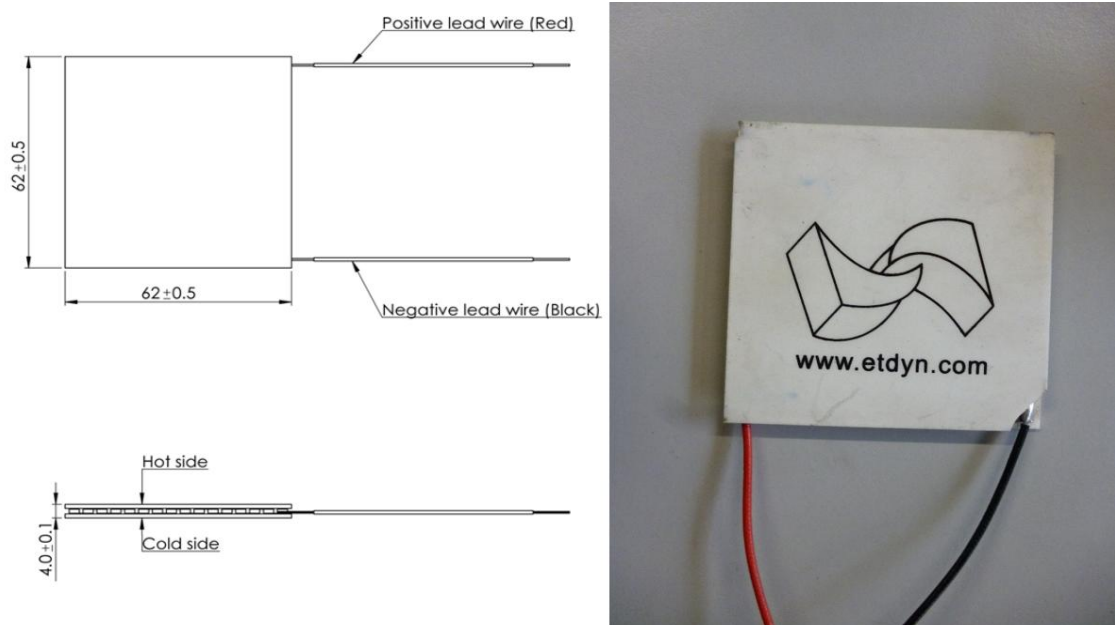 Positive lead wire (Red)
62±0.5
62±0.5
Negative lead wire (Black)
Hot side
4.0±0.1
Cold side
www.etdyn.com